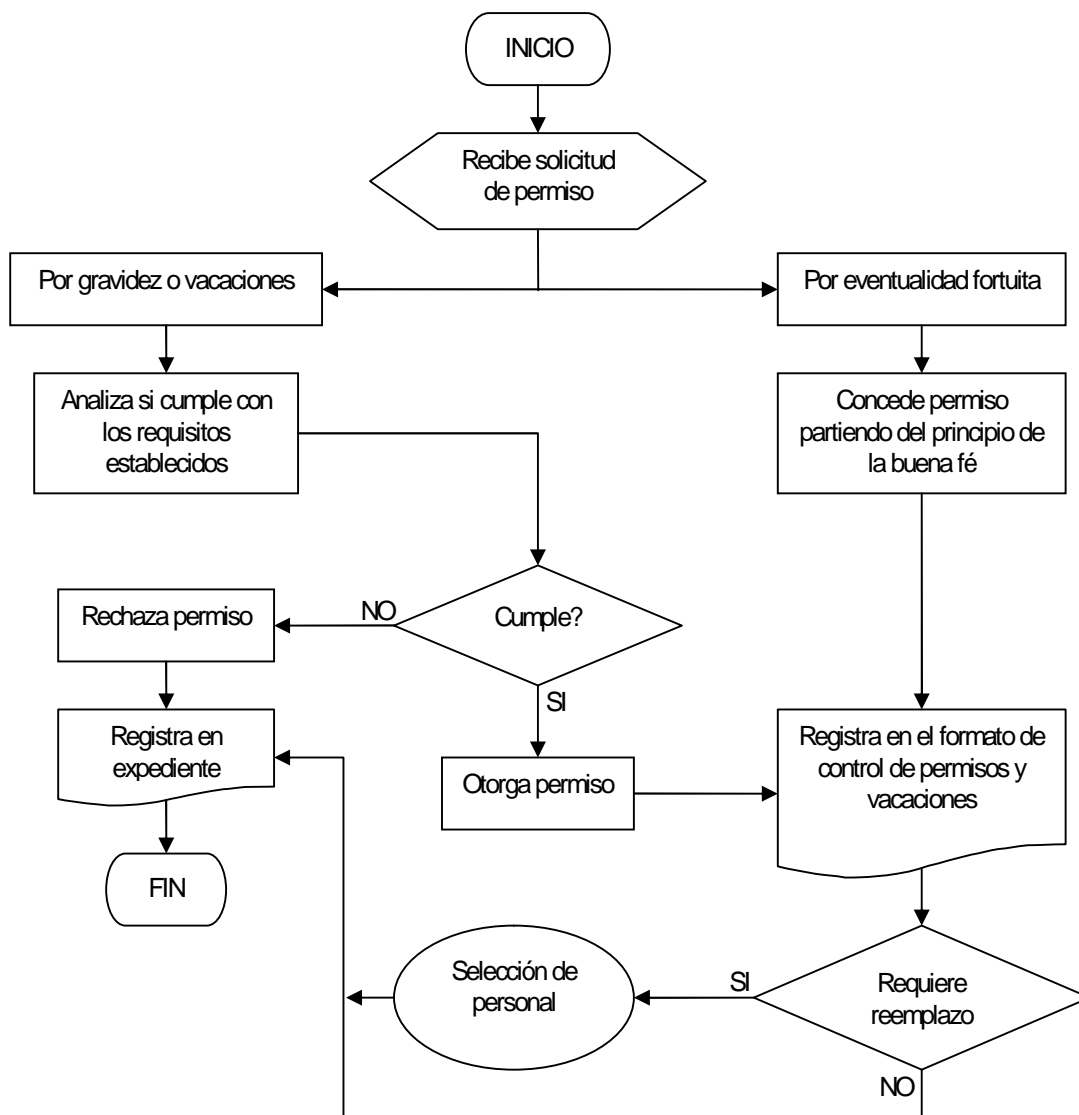 INICIO
Recibe solicitud
de permiso
Por gravidez o vacaciones
Por eventualidad fortuita
Analiza si cumple con
los requisitos
establecidos
Concede permiso
partiendo del principio de
la buena fé
Rechaza permiso
NO
Cumple?
SI
Registra en
expediente
Otorga permiso
Registra en el formato de
control de permisos y
vacaciones
FIN
Selección de
personal
SI
Requiere
reemplazo
NO